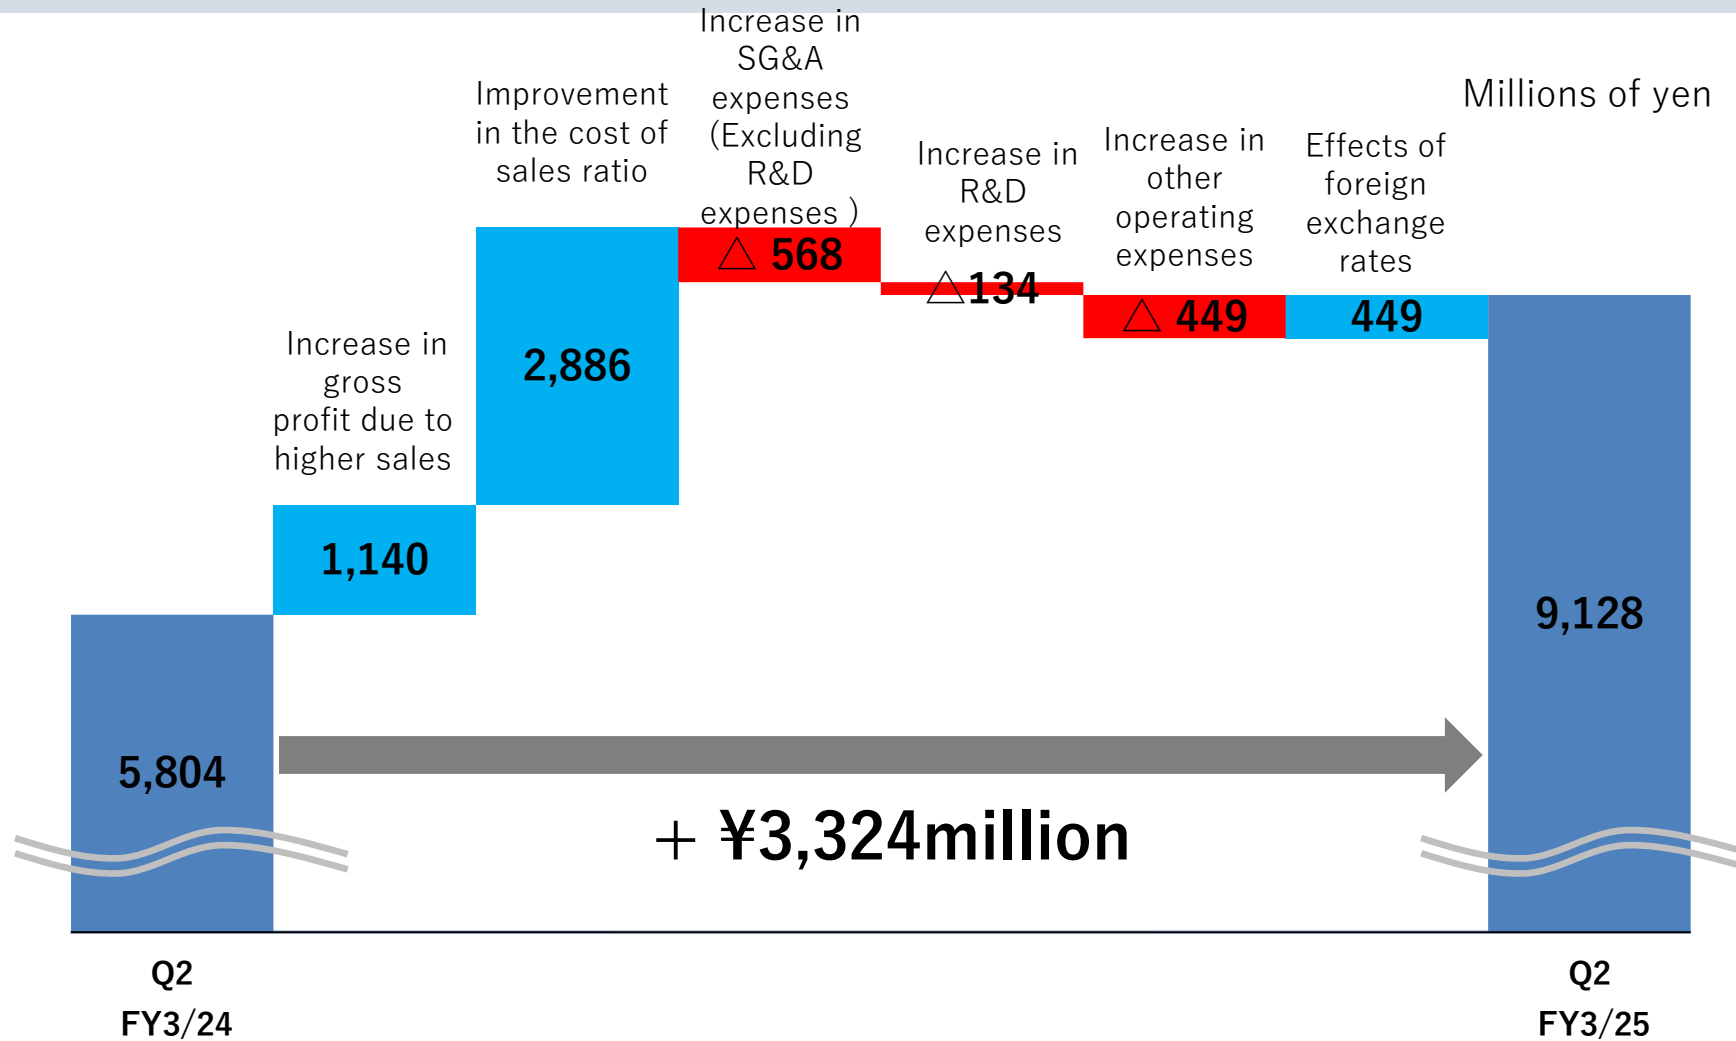 Millions of yen
Increase in
gross
profit due to
higher sales
Improvement
in the cost of
sales ratio
Increase in
SG&A
expenses
(Excluding
R&D
expenses )
Increase in
R&D
expenses
Increase in
other
operating
expenses
Effects of
foreign
exchange
rates
5,804
1,140
2,886
△ 568
△134
△ 449
449
9,128
+ ¥3,324million
Q2
FY3/24
Q2
FY3/25